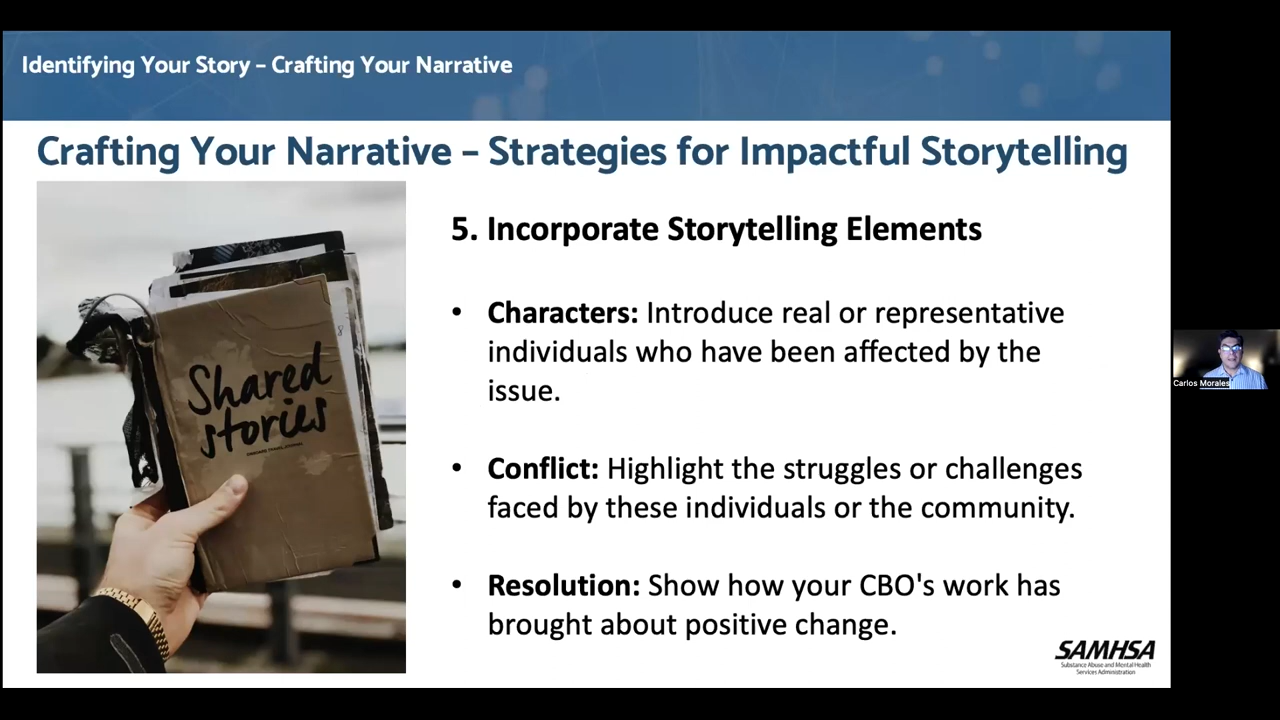 Identifying Your Story – Crafting Your Narrative
Crafting Your Narrative – Strategies for Impactful Storytelling
Shared
stories
5. Incorporate Storytelling Elements
• Characters: Introduce real or representative
individuals who have been affected by the
issue.
• Conflict: Highlight the struggles or challenges
faced by these individuals or the community.
• Resolution: Show how your CBO's work has
brought about positive change.
SAMHSA
Substance Abuse and Mental Health
Services Administration
Carlos Morales